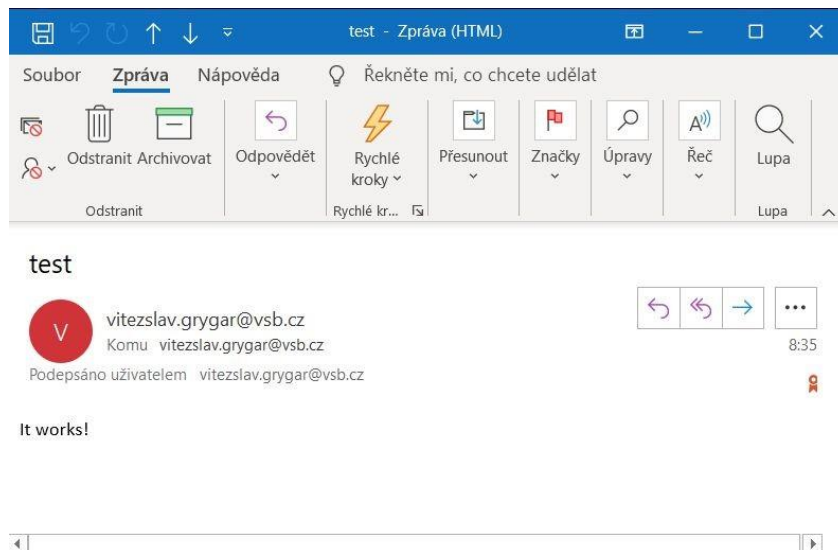 test - Zpráva (HTML)
Soubor Zpráva Nápověda Řekněte mi, co chcete udělat
Odstranit Archivovat Odpovědět Rychlé kroky Přesunout Značky Úpravy Řeč Lupa
Odstranit Rychlé kr... Lupa
test
V
vitezslav.grygar@vsb.cz
Komu vitezslav.grygar@vsb.cz
8:35
Podepsáno uživatelem vitezslav.grygar@vsb.cz
It works!